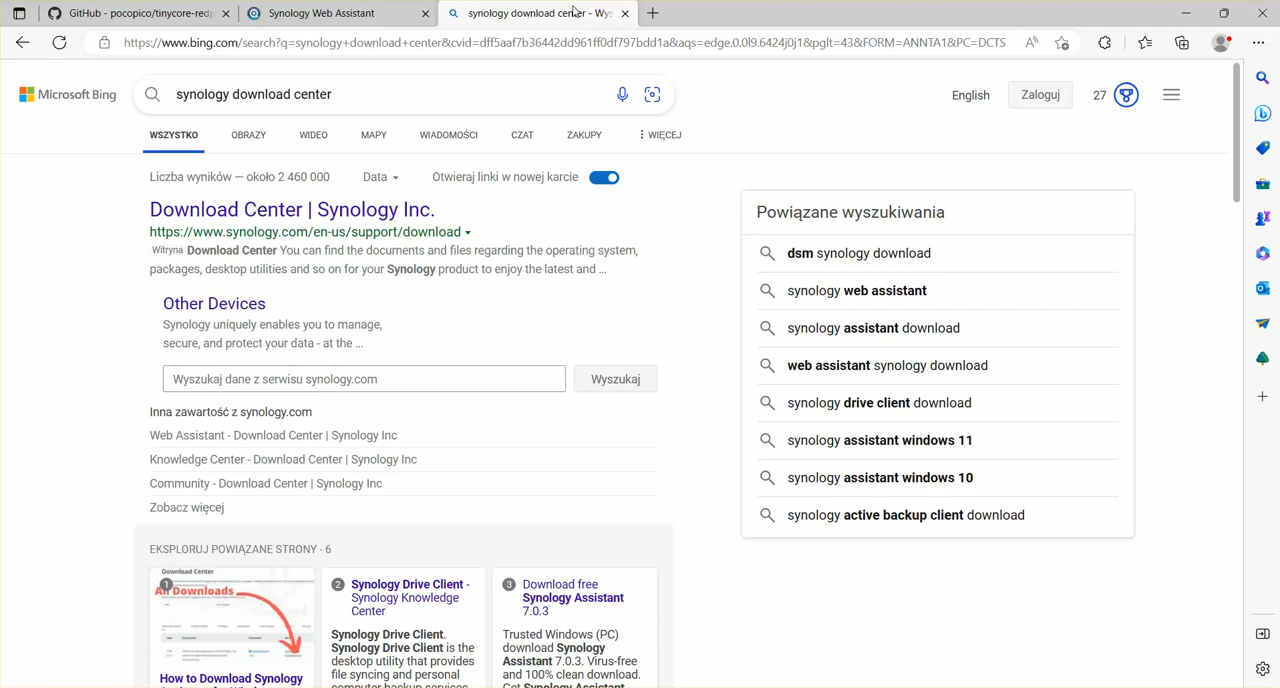 GitHub - pocopico/tinycore-redp
Synology Web Assistant
synology download center - Wys
https://www.bing.com/search?q=synology+download+center&cvid=dff5aaf7b36442dd961ff0df797bdd1a&aqs=edge.0.0l9.6424j0j1&pglt=43&FORM=ANNTA1&PC=DCTS
Microsoft Bing
synology download center
English
Zaloguj
27
WSZYSTKO
OBRAZY
WIDEO
MAPY
WIADOMOŚCI
CZAT
ZAKUPY
WIĘCEJ
Liczba wyników — około 2 460 000
Data
Otwieraj linki w nowej karcie
Download Center | Synology Inc.
https://www.synology.com/en-us/support/download
Witryna Download Center You can find the documents and files regarding the operating system,
packages, desktop utilities and so on for your Synology product to enjoy the latest and ...
Other Devices
Synology uniquely enables you to manage,
secure, and protect your data - at the ...
Wyszukaj dane z serwisu synology.com
Wyszukaj
Inna zawartość z synology.com
Web Assistant - Download Center | Synology Inc
Knowledge Center - Download Center | Synology Inc
Community - Download Center | Synology Inc
Zobacz więcej
EKSPLORUJ POWIĄZANE STRONY - 6
Download Center
1
All Downloads
How to Download Synology
2
Synology Drive Client -
Synology Knowledge
Center
Synology Drive Client.
Synology Drive Client is the
desktop utility that provides
file syncing and personal
computer backup services
3
Download free
Synology Assistant
7.0.3
Trusted Windows (PC)
download Synology
Assistant 7.0.3. Virus-free
and 100% clean download.
Get Synology Assistant
Powiązane wyszukiwania
dsm synology download
synology web assistant
synology assistant download
web assistant synology download
synology drive client download
synology assistant windows 11
synology assistant windows 10
synology active backup client download